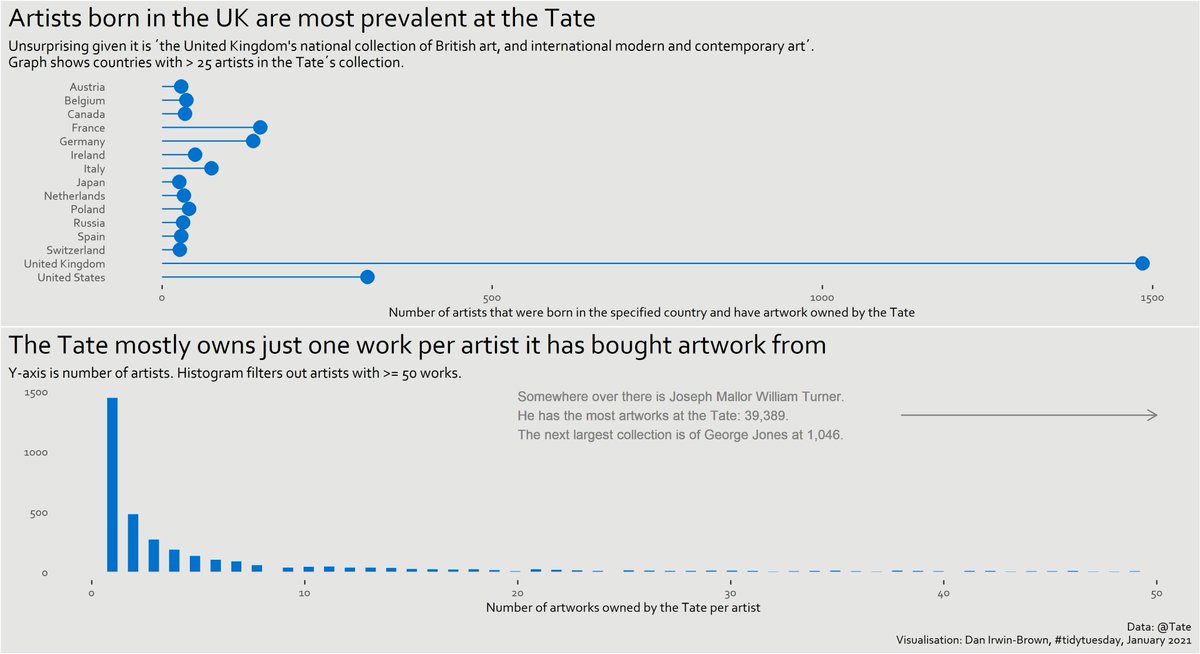 Artists born in the UK are most prevalent at the Tate
Unsurprising given it is ´the United Kingdom's national collection of British art, and international modern and contemporary art´.
Graph shows countries with > 25 artists in the Tate´s collection.
Austria
Belgium
Canada
France
Germany
Ireland
Italy
Japan
Netherlands
Poland
Russia
Spain
Switzerland
United Kingdom
United States
0 500 1000 1500
Number of artists that were born in the specified country and have artwork owned by the Tate
The Tate mostly owns just one work per artist it has bought artwork from
Y-axis is number of artists. Histogram filters out artists with >= 50 works.
1500
Somewhere over there is Joseph Mallor William Turner.
He has the most artworks at the Tate: 39,389.
The next largest collection is of George Jones at 1,046.
1000
500
0
0 10 20 30 40 50
Number of artworks owned by the Tate per artist
Data: @Tate
Visualisation: Dan Irwin-Brown, #tidytuesday, January 2021